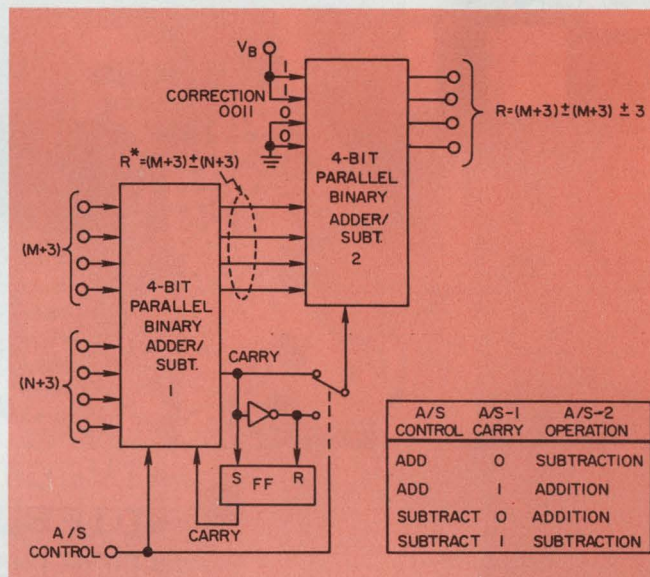 VB
CORRECTION
0011
1
1
0
0
4-BIT
PARALLEL
BINARY
ADDER/
SUBT.
2
R=(M+3)±(M+3) ± 3
R*=(M+3)±(N+3)
(M+3)
4-BIT
PARALLEL
BINARY
ADDER/
SUBT.
1
(N+3)
CARRY
S FF R
CARRY
A/S
CONTROL
A/S A/S-1 A/S-2
CONTROL CARRY OPERATION
ADD 0 SUBTRACTION
ADD 1 ADDITION
SUBTRACT 0 ADDITION
SUBTRACT 1 SUBTRACTION